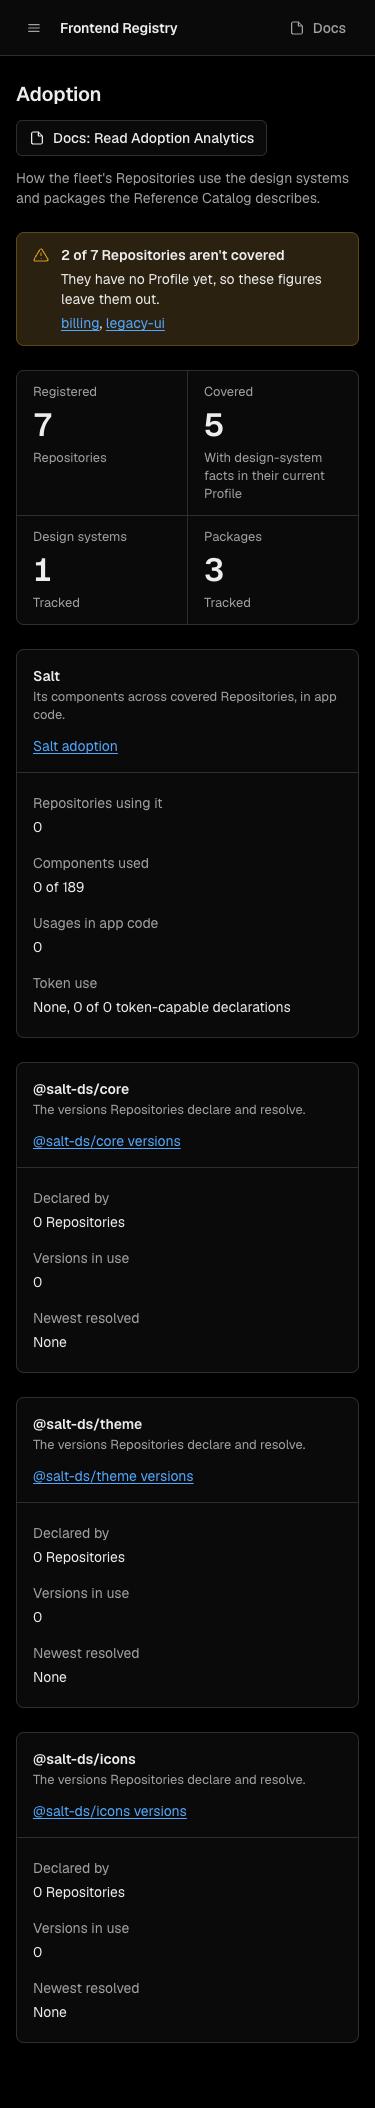 Frontend Registry
Docs
Adoption
Docs: Read Adoption Analytics
How the fleet's Repositories use the design systems
and packages the Reference Catalog describes.
2 of 7 Repositories aren't covered
They have no Profile yet, so these figures
leave them out.
billing, legacy-ui
Registered
7
Repositories
Covered
5
With design-system
facts in their current
Profile
Design systems
1
Tracked
Packages
3
Tracked
Salt
Its components across covered Repositories, in app
code.
Salt adoption
Repositories using it
0
Components used
0 of 189
Usages in app code
0
Token use
None, 0 of 0 token-capable declarations
@salt-ds/core
The versions Repositories declare and resolve.
@salt-ds/core versions
Declared by
0 Repositories
Versions in use
0
Newest resolved
None
@salt-ds/theme
The versions Repositories declare and resolve.
@salt-ds/theme versions
Declared by
0 Repositories
Versions in use
0
Newest resolved
None
@salt-ds/icons
The versions Repositories declare and resolve.
@salt-ds/icons versions
Declared by
0 Repositories
Versions in use
0
Newest resolved
None